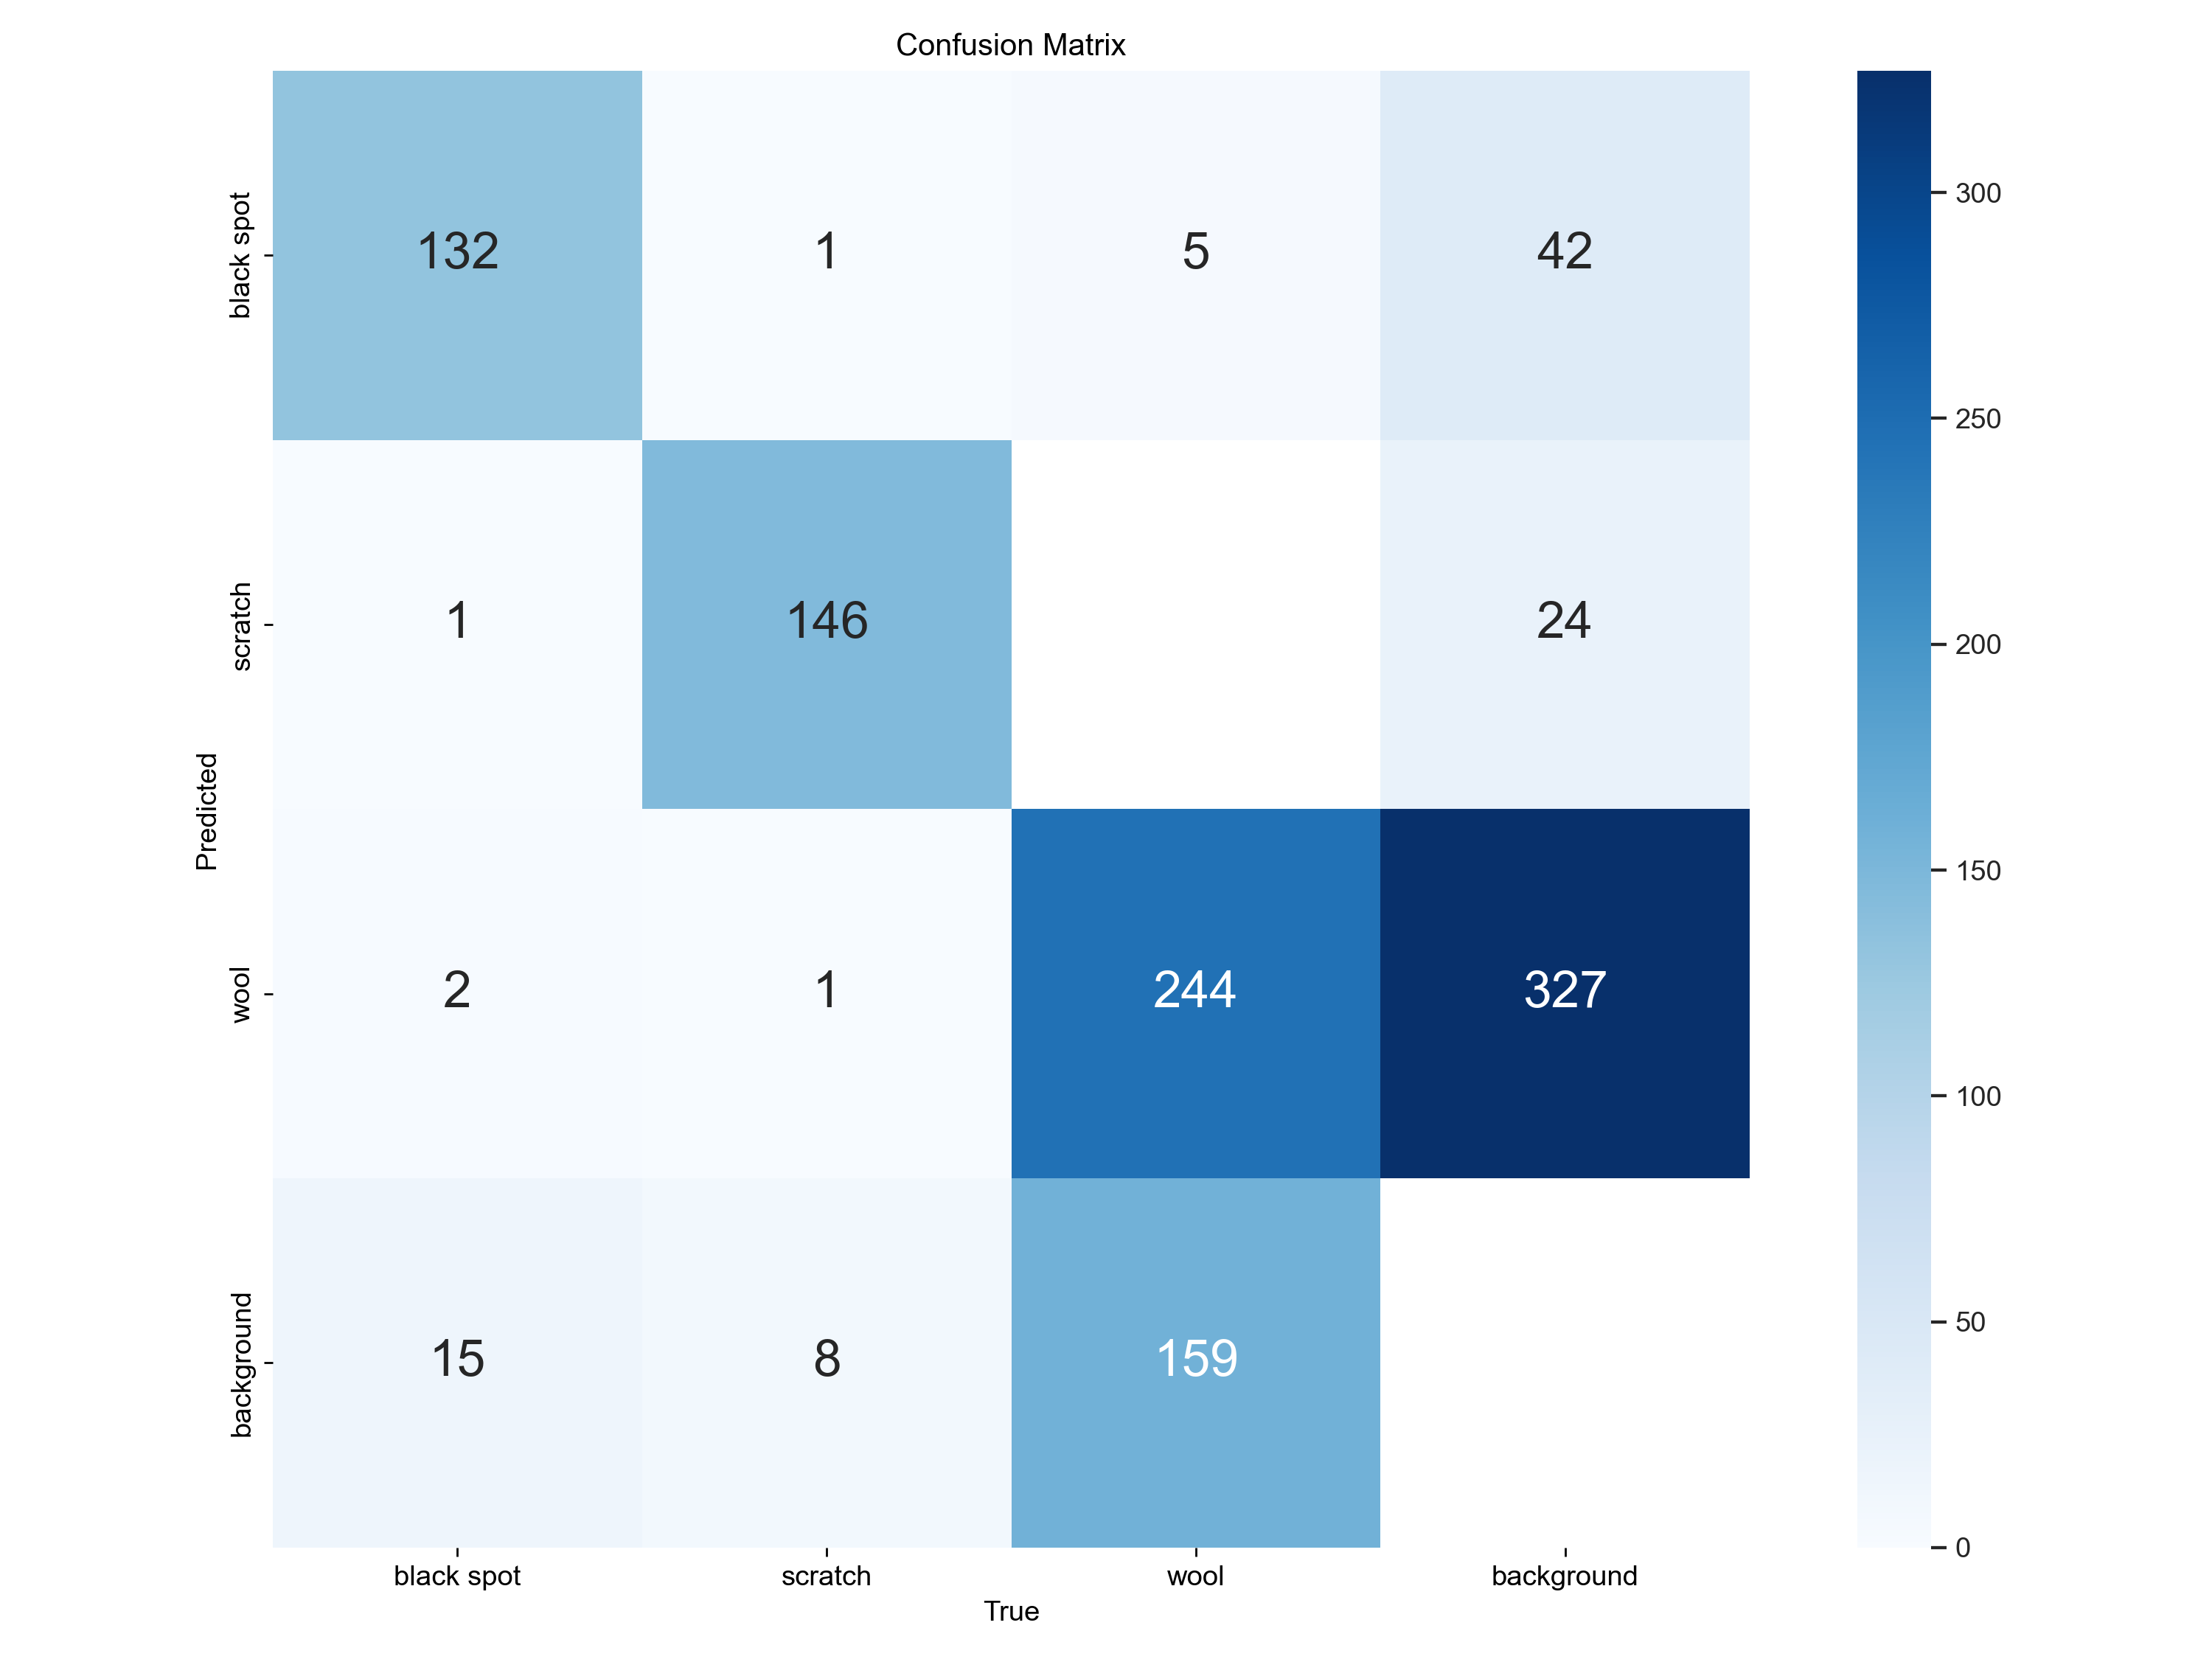 Confusion Matrix
black spot
132
1
5
42
300
250
scratch
1
146
24
200
Predicted
150
wool
2
1
244
327
100
background
15
8
159
50
0
black spot
scratch
wool
background
True